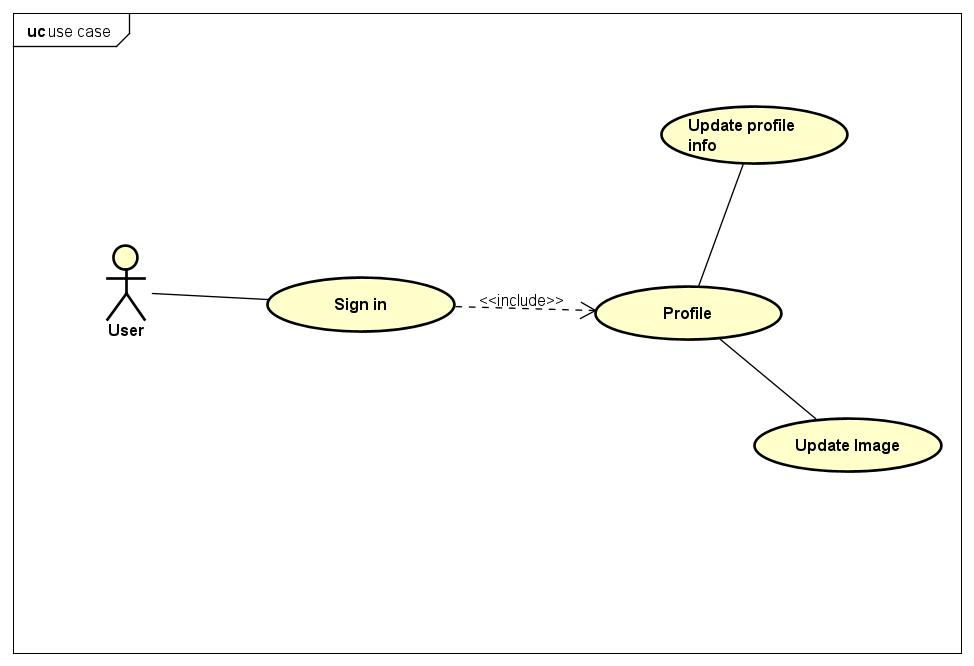 uc use case
Update profile
info
User
Sign in
<<include>>
Profile
Update Image